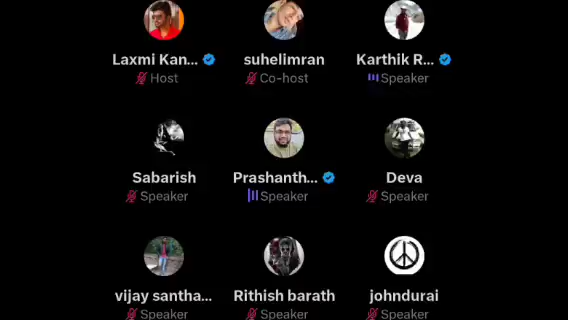 Laxmi Kan... suhelimran Karthik R...
Host Co-host Speaker
Sabarish Prashanth... Deva
Speaker Speaker Speaker
vijay santha... Rithish barath johndurai
Speaker Speaker Speaker